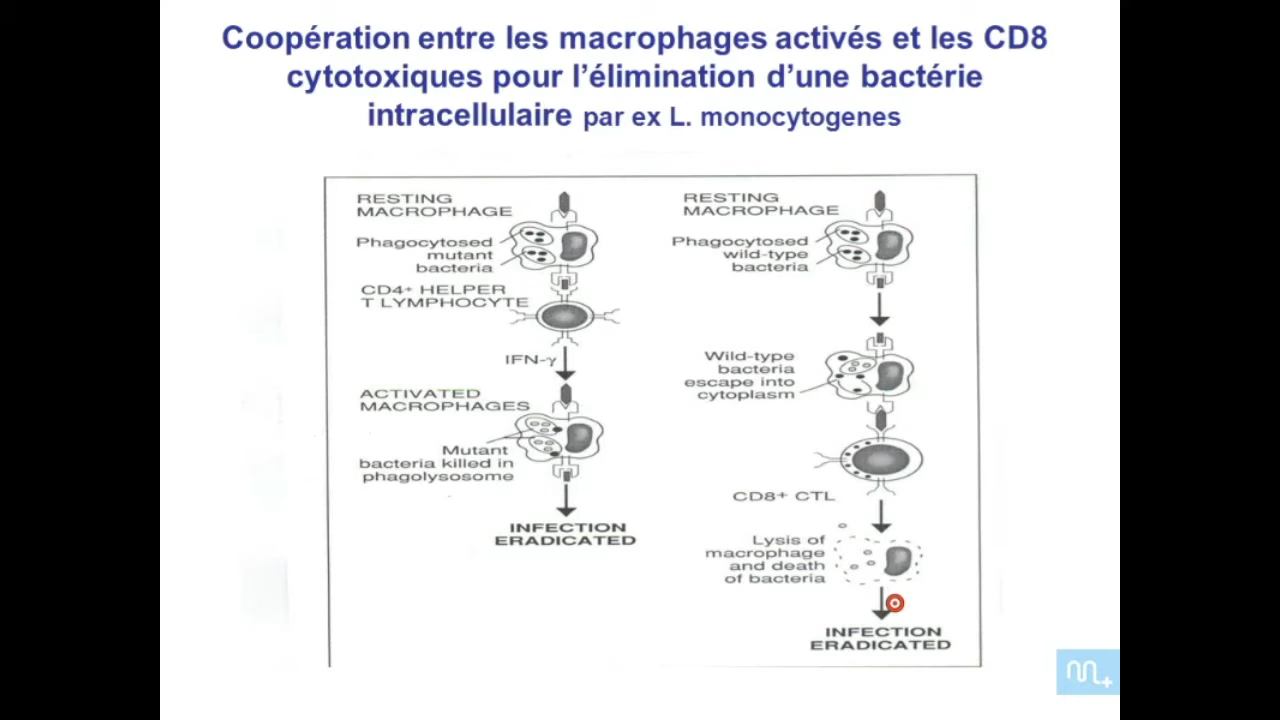 Coopération entre les macrophages activés et les CD8
cytotoxiques pour l’élimination d’une bactérie
intracellulaire par ex L. monocytogenes
RESTING
MACROPHAGE
Phagocytosed
mutant
bacteria
CD4+ HELPER
T LYMPHOCYTE
IFN-γ
ACTIVATED
MACROPHAGES
Mutant
bacteria killed in
phagolysosome
INFECTION
ERADICATED
RESTING
MACROPHAGE
Phagocytosed
wild-type
bacteria
Wild-type
bacteria
escape into
cytoplasm
CD8+ CTL
Lysis of
macrophage
and death
of bacteria
INFECTION
ERADICATED